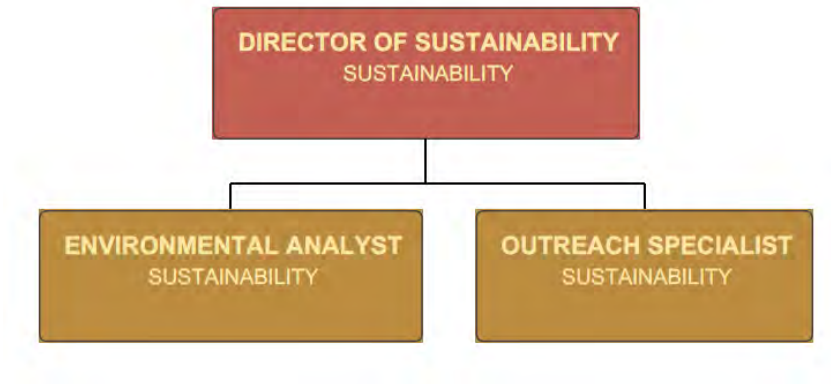 DIRECTOR OF SUSTAINABILITY
SUSTAINABILITY
ENVIRONMENTAL ANALYST
SUSTAINABILITY
OUTREACH SPECIALIST
SUSTAINABILITY